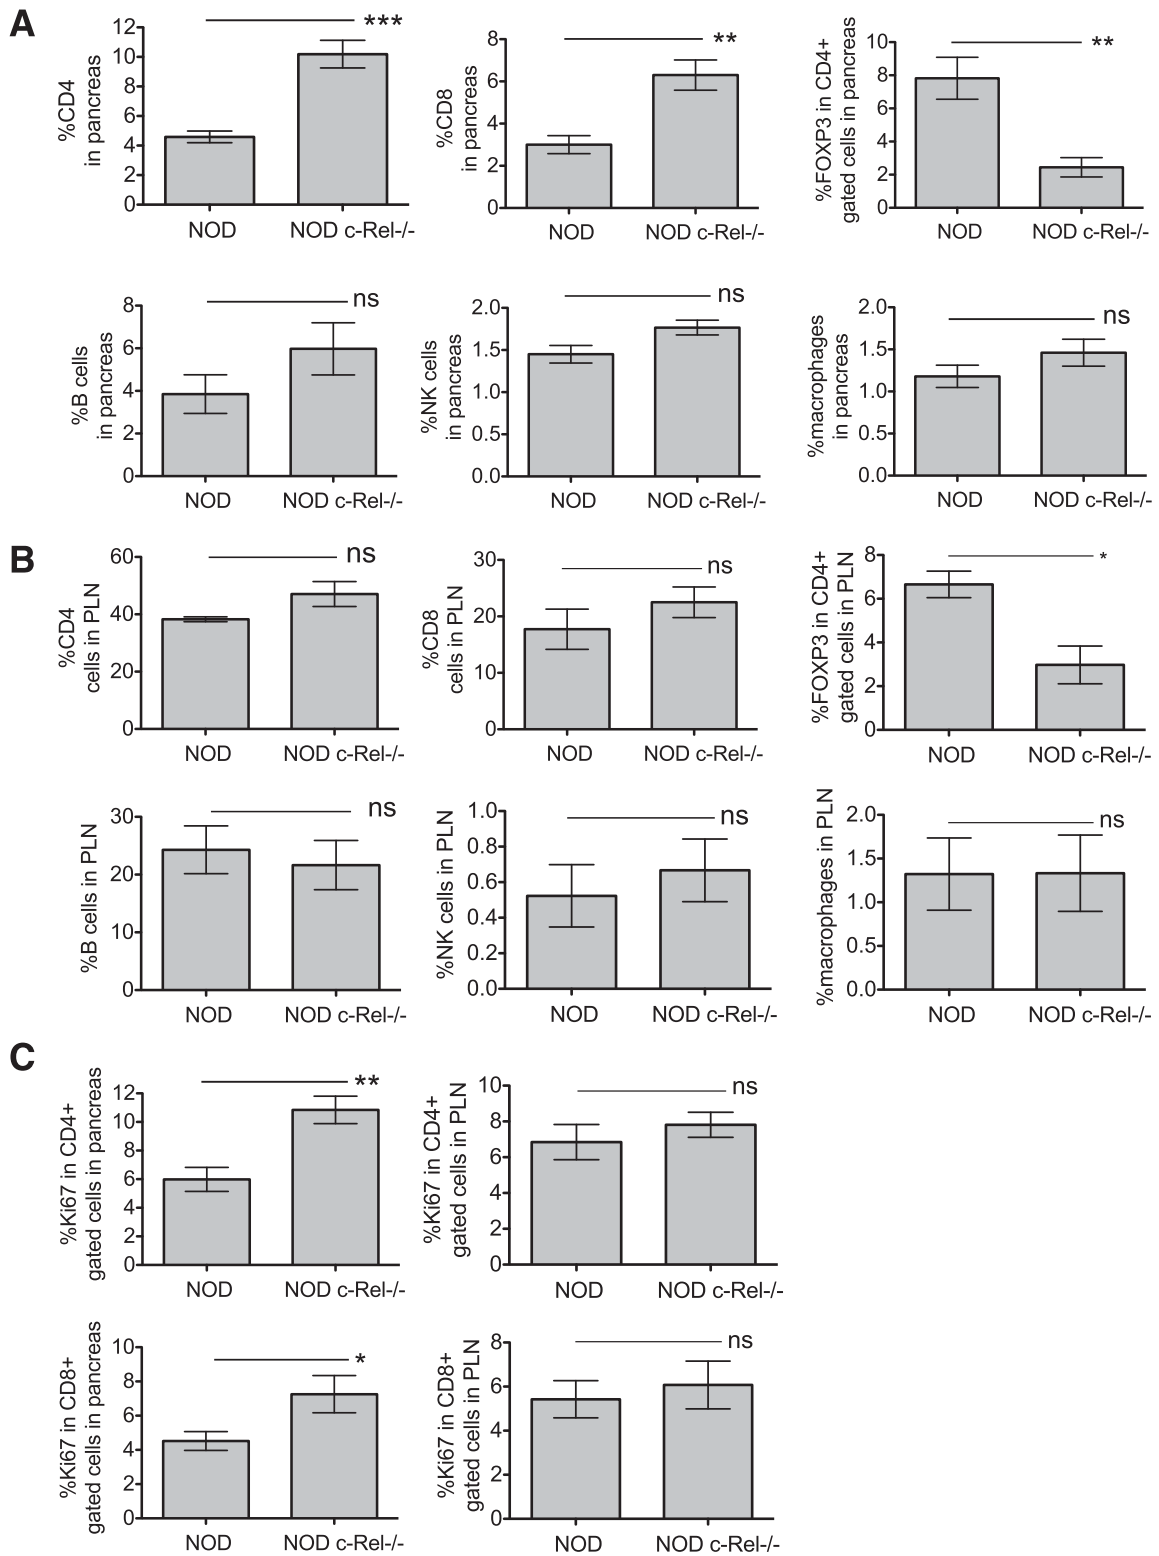 A
%CD4
in pancreas
12
10
8
6
4
2
0
***
NOD
NOD c-Rel-/-
%CD8
in pancreas
8
6
4
2
0
**
NOD
NOD c-Rel-/-
%FOXP3 in CD4+
gated cells in pancreas
10
8
6
4
2
0
**
NOD
NOD c-Rel-/-
%B cells
in pancreas
8
6
4
2
0
ns
NOD
NOD c-Rel-/-
%NK cells
in pancreas
2.0
1.5
1.0
0.5
0.0
ns
NOD
NOD c-Rel-/-
%macrophages
in pancreas
2.0
1.5
1.0
0.5
0.0
ns
NOD
NOD c-Rel-/-
B
%CD4
cells in PLN
60
40
20
0
ns
NOD
NOD c-Rel-/-
%CD8
cells in PLN
30
20
10
0
ns
NOD
NOD c-Rel-/-
%FOXP3 in CD4+
gated cells in PLN
8
6
4
2
0
*
NOD
NOD c-Rel-/-
%B cells in PLN
30
20
10
0
ns
NOD
NOD c-Rel-/-
%NK cells in PLN
1.0
0.8
0.6
0.4
0.2
0.0
ns
NOD
NOD c-Rel-/-
%macrophages in PLN
2.0
1.5
1.0
0.5
0.0
ns
NOD
NOD c-Rel-/-
C
%Ki67 in CD4+
gated cells in pancreas
12
10
8
6
4
2
0
**
NOD
NOD c-Rel-/-
%Ki67 in CD4+
gated cells in PLN
10
8
6
4
2
0
ns
NOD
NOD c-Rel-/-
%Ki67 in CD8+
gated cells in pancreas
10
8
6
4
2
0
*
NOD
NOD c-Rel-/-
%Ki67 in CD8+
gated cells in PLN
8
6
4
2
0
ns
NOD
NOD c-Rel-/-